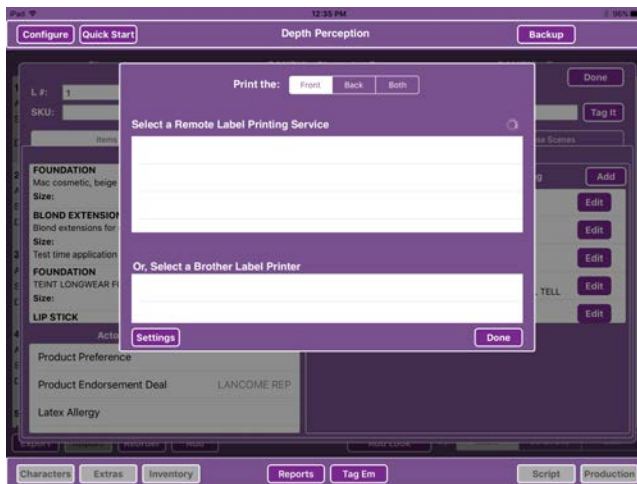 iPad 12:35 PM 96%
Configure Quick Start Depth Perception Backup
Done
Print the: Front Back Both
L #: 1
SKU: Tag It
Select a Remote Label Printing Service
Items Scenes
FOUNDATION Add
Mac cosmetic, beige
Size: Edit
BLOND EXTENSION
Blond extensions for Edit
Size:
Test time application Edit
FOUNDATION Or, Select a Brother Label Printer
TEINT LONGWEAR Edit
Size: TELL
LIP STICK Edit
Settings Done
Product Preference
Product Endorsement Deal LANCOME REP
Latex Allergy
Characters Extras Inventory Reports Tag Em Script Production